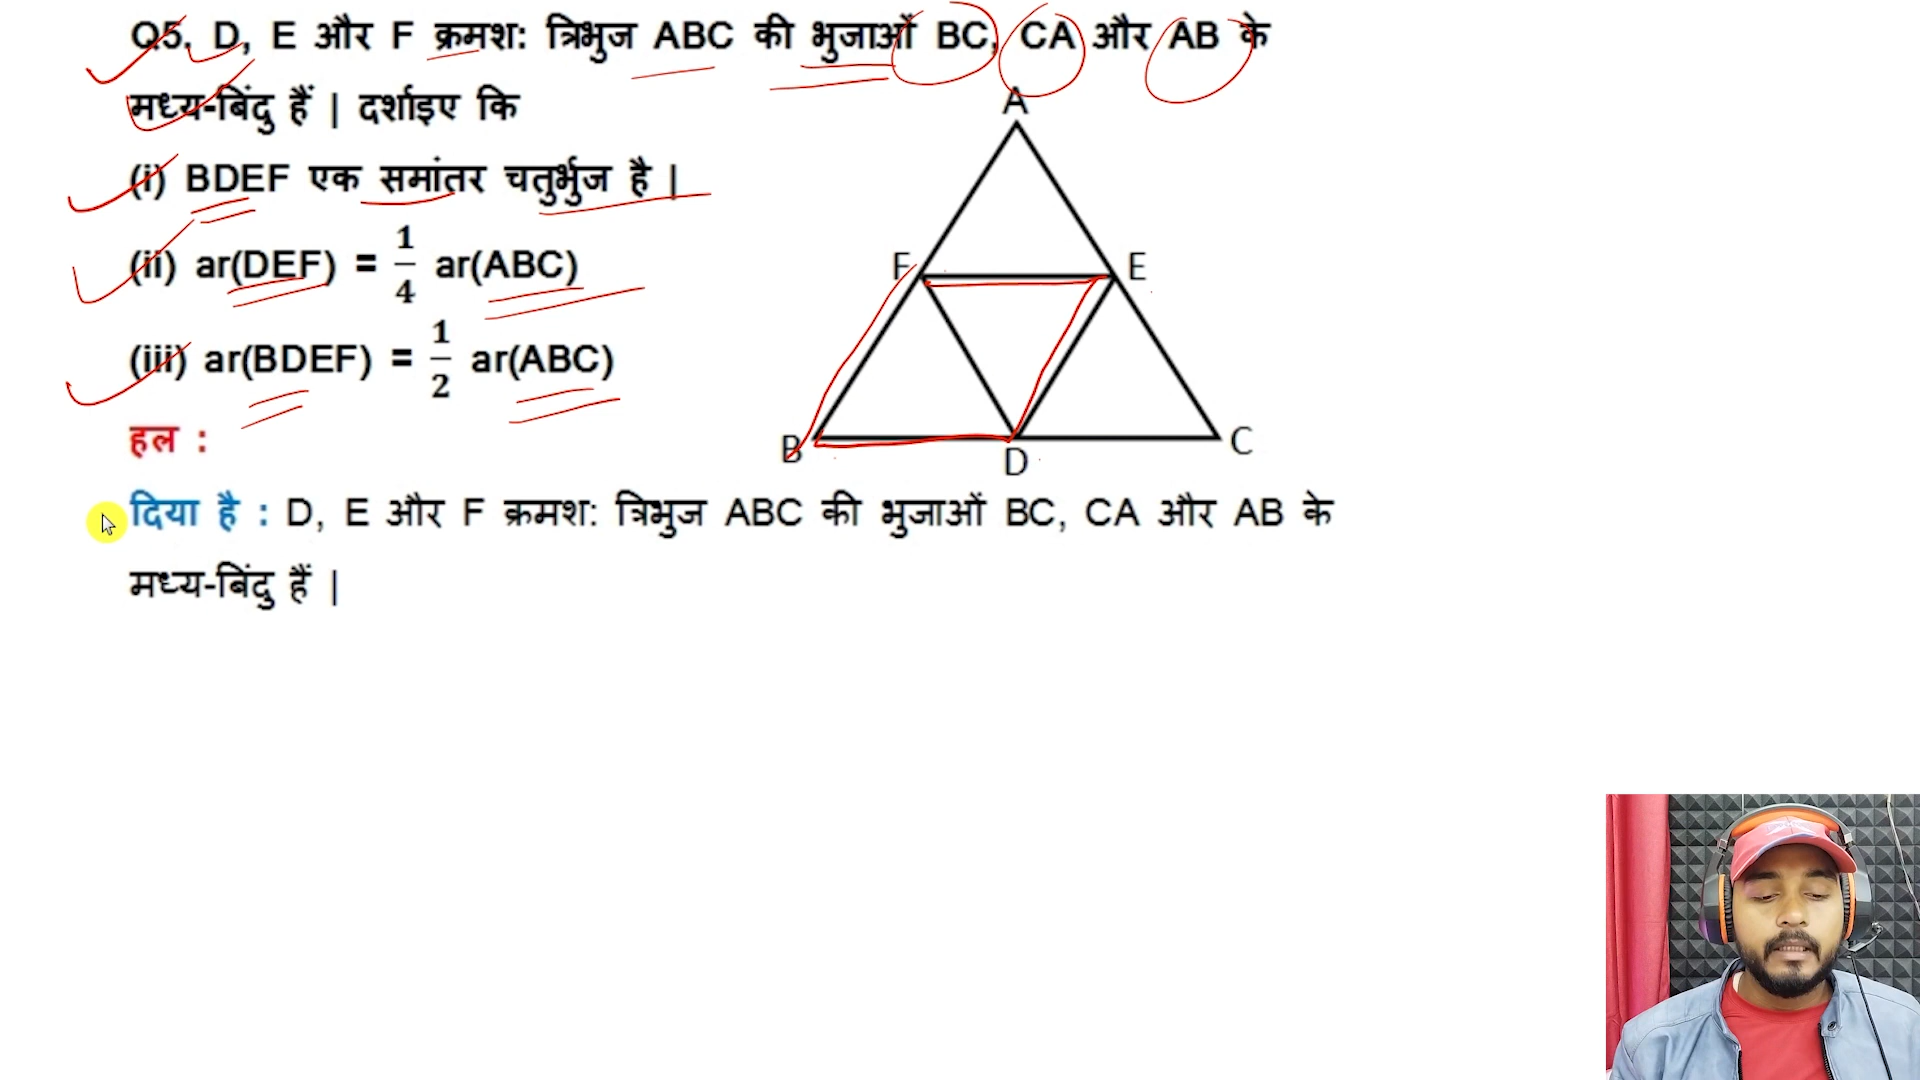 Q5. D, E और F क्रमश: त्रिभुज ABC की भुजाओं BC, CA और AB के
मध्य-बिंदु हैं | दर्शाइए कि
(i) BDEF एक समांतर चतुर्भुज है |
(ii) ar(DEF) = 1/4 ar(ABC)
(iii) ar(BDEF) = 1/2 ar(ABC)
हल :
A
F
E
B
D
C
दिया है : D, E और F क्रमश: त्रिभुज ABC की भुजाओं BC, CA और AB के
मध्य-बिंदु हैं |